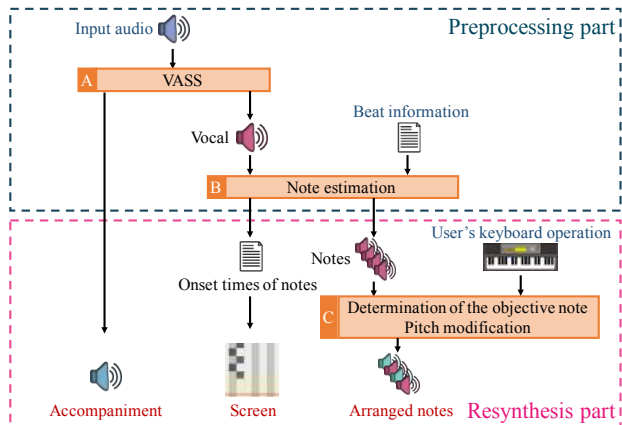 Input audio
Preprocessing part
A
VASS
Beat information
Vocal
B
Note estimation
User's keyboard operation
Notes
Onset times of notes
C
Determination of the objective note
Pitch modification
Accompaniment
Screen
Arranged notes
Resynthesis part